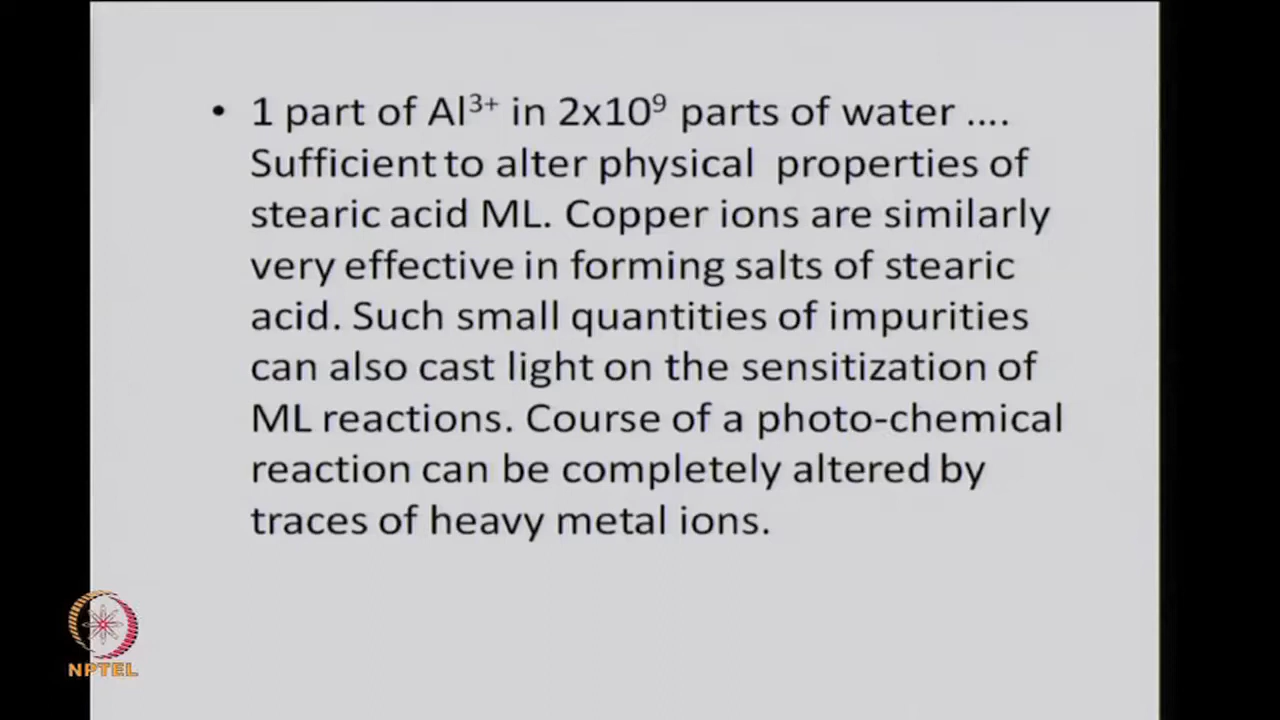 • 1 part of Al³⁺ in 2x10⁹ parts of water ....
Sufficient to alter physical properties of
stearic acid ML. Copper ions are similarly
very effective in forming salts of stearic
acid. Such small quantities of impurities
can also cast light on the sensitization of
ML reactions. Course of a photo-chemical
reaction can be completely altered by
traces of heavy metal ions.
NPTEL